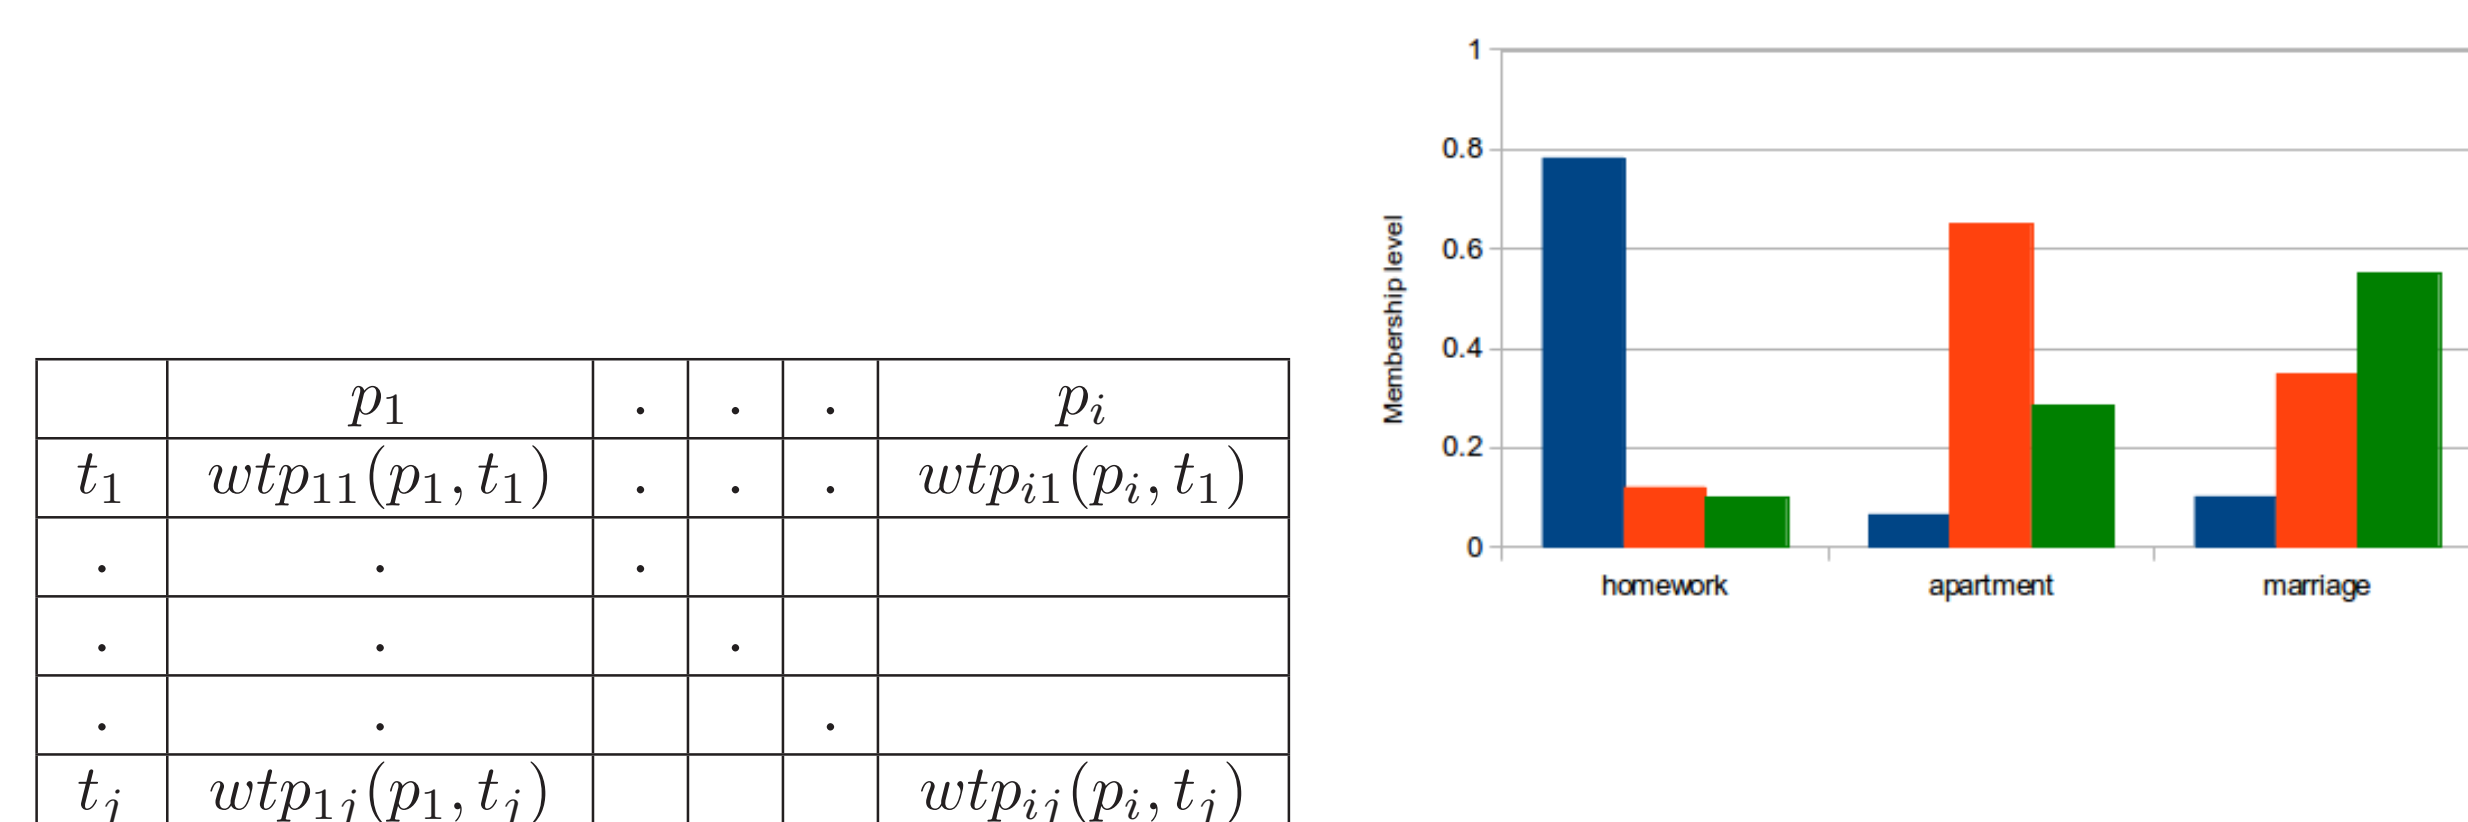 p₁ . . . pᵢ
t₁ wtp₁₁(p₁, t₁) . . . wtpᵢ₁(pᵢ, t₁)
. . .
. . .
. . .
tⱼ wtp₁ⱼ(p₁, tⱼ) wtpᵢⱼ(pᵢ, tⱼ)
1
0.8
0.6
0.4
0.2
0
Membership level
homework apartment marriage